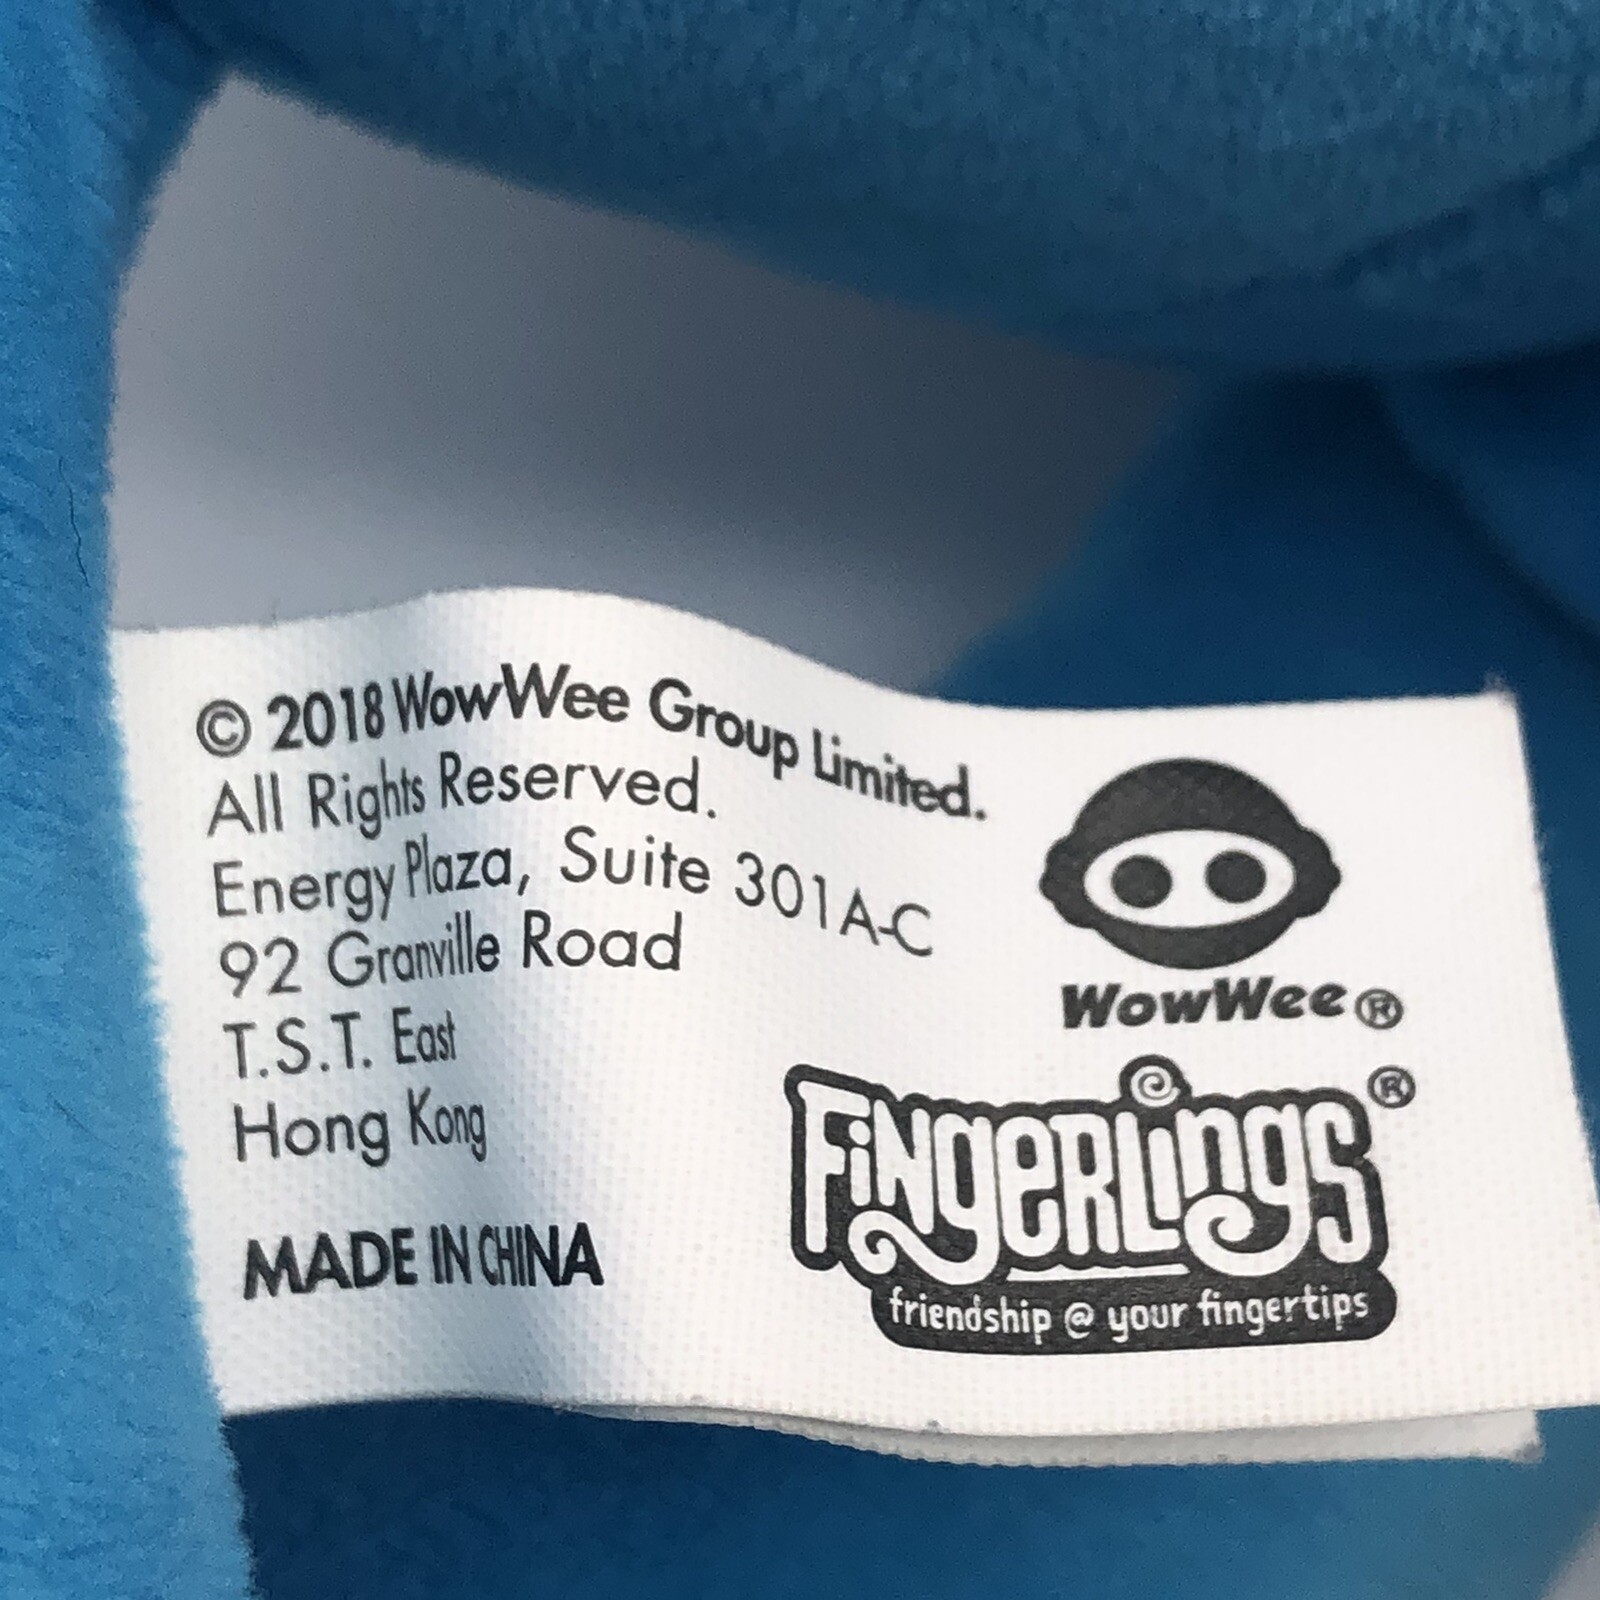 © 2018 WowWee Group Limited.
All Rights Reserved.
Energy Plaza, Suite 301A-C
92 Granville Road
T.S.T. East
Hong Kong
MADE IN CHINA
WowWee®
FiNgeRLings®
friendship @ your fingertips